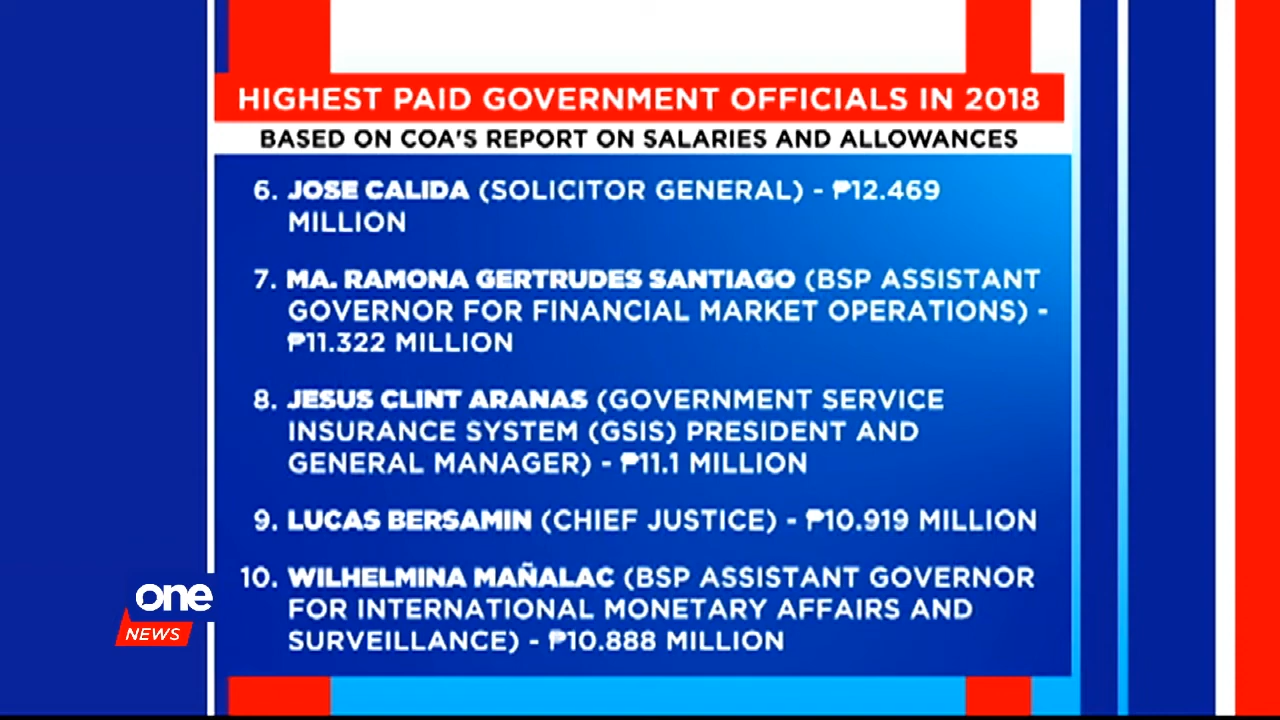 HIGHEST PAID GOVERNMENT OFFICIALS IN 2018
BASED ON COA'S REPORT ON SALARIES AND ALLOWANCES
6. JOSE CALIDA (SOLICITOR GENERAL) - ₱12.469
MILLION
7. MA. RAMONA GERTRUDES SANTIAGO (BSP ASSISTANT
GOVERNOR FOR FINANCIAL MARKET OPERATIONS) -
₱11.322 MILLION
8. JESUS CLINT ARANAS (GOVERNMENT SERVICE
INSURANCE SYSTEM (GSIS) PRESIDENT AND
GENERAL MANAGER) - ₱11.1 MILLION
9. LUCAS BERSAMIN (CHIEF JUSTICE) - ₱10.919 MILLION
10. WILHELMINA MAÑALAC (BSP ASSISTANT GOVERNOR
FOR INTERNATIONAL MONETARY AFFAIRS AND
SURVEILLANCE) - ₱10.888 MILLION
one
NEWS